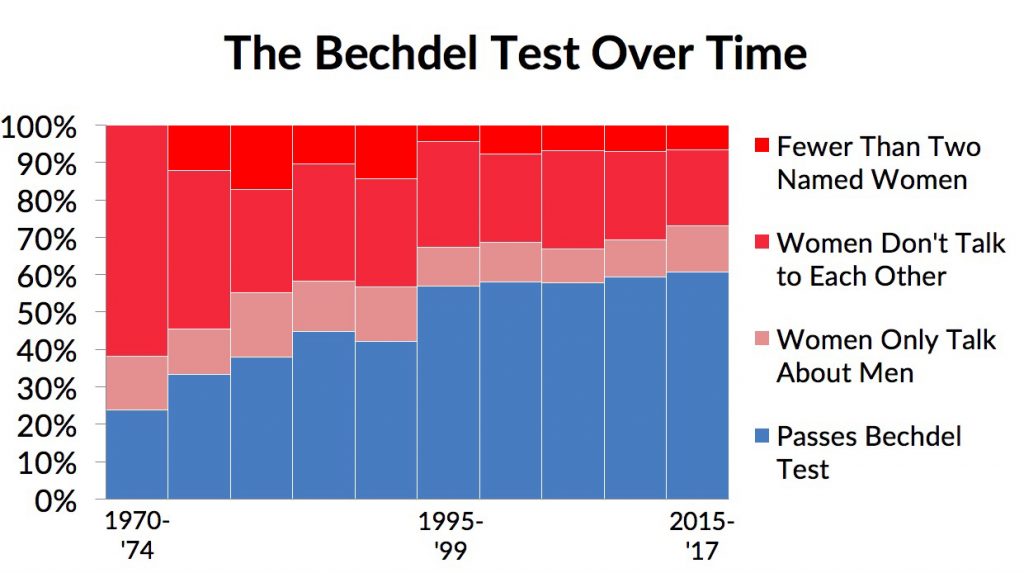 The Bechdel Test Over Time
100%
90%
80%
70%
60%
50%
40%
30%
20%
10%
0%
1970-
'74
1995-
'99
2015-
'17
Fewer Than Two
Named Women
Women Don't Talk
to Each Other
Women Only Talk
About Men
Passes Bechdel
Test